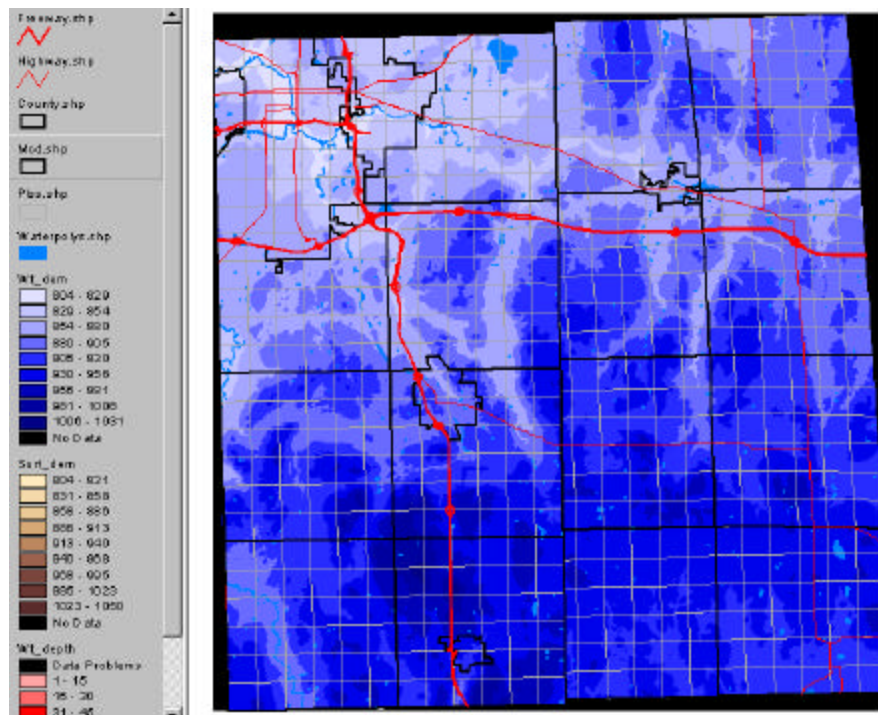 Freeway.shp
Highway.shp
County.shp
Mcd.shp
Plss.shp
Waterpolys.shp
Wt_dem
804 - 829
829 - 854
854 - 880
880 - 905
905 - 930
930 - 956
956 - 981
981 - 1006
1006 - 1031
No Data
Surf_dem
804 - 831
831 - 858
858 - 886
886 - 913
913 - 940
940 - 968
968 - 995
995 - 1023
1023 - 1050
No Data
Wt_depth
Data Problems
1 - 15
16 - 30
31 - 45